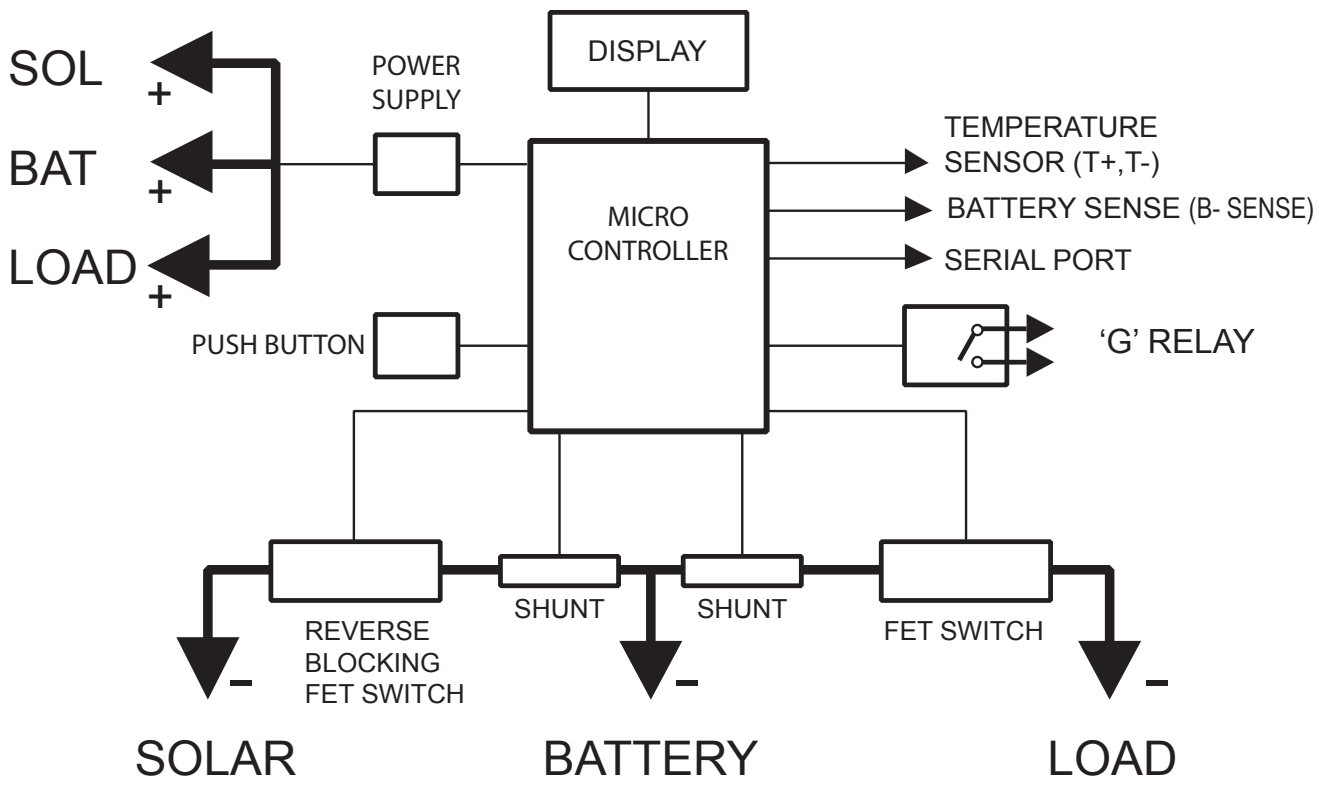 DISPLAY
SOL
+
POWER
SUPPLY
BAT
+
LOAD
+
MICRO
CONTROLLER
TEMPERATURE
SENSOR (T+,T-)
BATTERY SENSE (B- SENSE)
SERIAL PORT
PUSH BUTTON
‘G’ RELAY
REVERSE
BLOCKING
FET SWITCH
SHUNT
SHUNT
FET SWITCH
-
-
-
SOLAR
BATTERY
LOAD